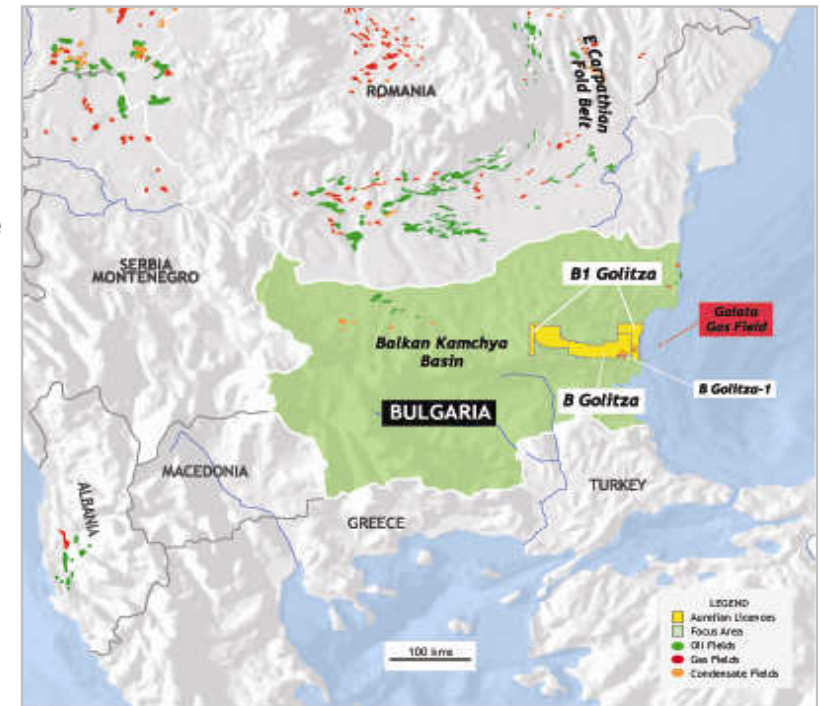 ROMANIA
E Carpathian
Fold Belt
SERBIA
MONTENEGRO
B1 Golitza
Galata
Gas Field
Balkan Kamchya
Basin
B Golitza-1
B Golitza
BULGARIA
MACEDONIA
TURKEY
ALBANIA
GREECE
LEGEND
Aurelian Licences
Focus Area
Oil Fields
Gas Fields
Condensate Fields
100 kms